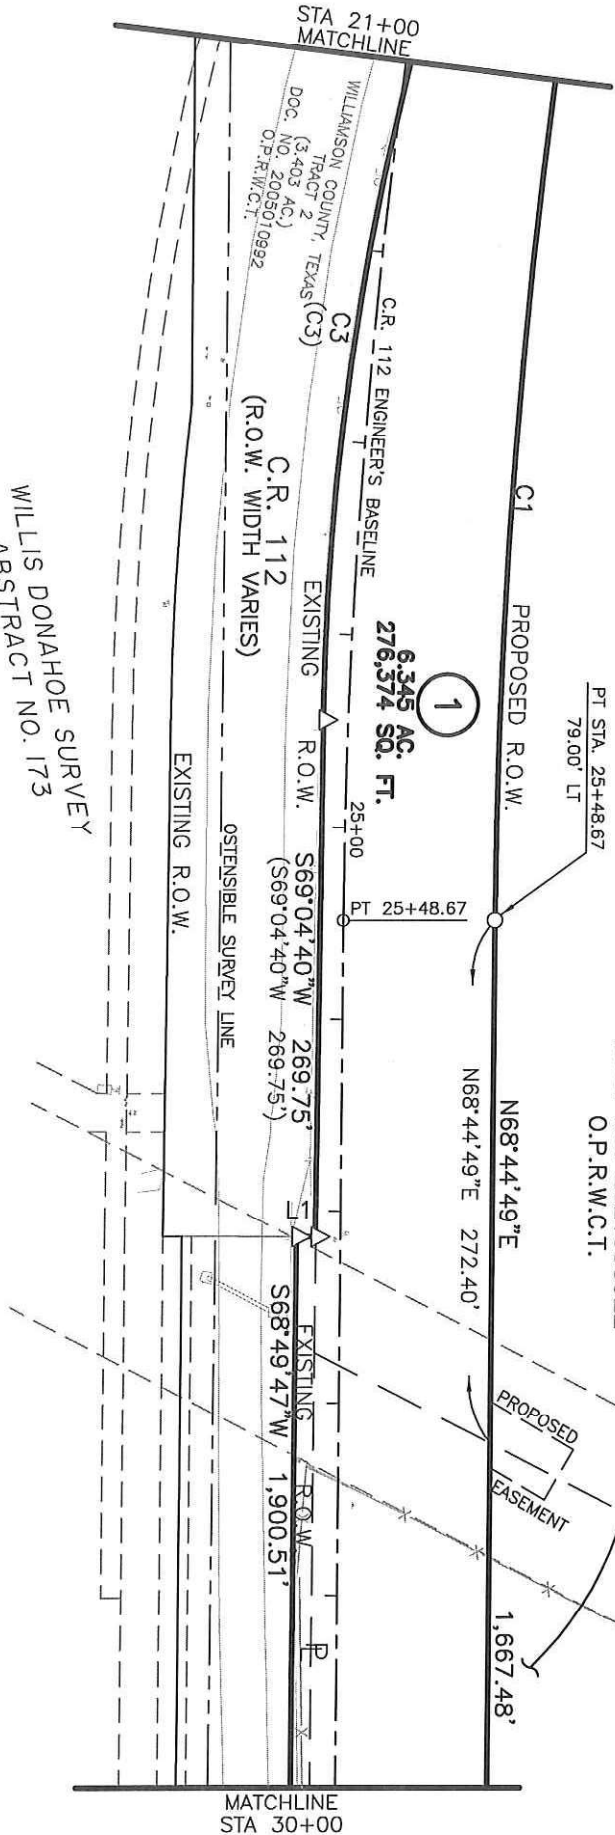 STA 21+00
MATCHLINE
WILLIAMSON COUNTY, TEXAS
TRACT 2
(3.403 AC.)
DOC. NO. 2005010992
O.P.R.W.C.T.
C3
(C3)
C.R. 112 ENGINEER'S BASELINE
C1
PROPOSED R.O.W.
PT STA. 25+48.67
79.00' LT
1
6.345 AC.
276,374 SQ. FT.
C.R. 112
(R.O.W. WIDTH VARIES)
EXISTING R.O.W.
25+00
PT 25+48.67
WILLIS DONAHOE SURVEY
ABSTRACT NO. 173
EXISTING R.O.W.
OSTENSIBLE SURVEY LINE
S69°04'40"W 269.75'
(S69°04'40"W 269.75')
O.P.R.W.C.T.
N68°44'49"E
N68°44'49"E 272.40'
1,667.48'
L1
EXISTING R.O.W.
S68°49'47"W 1,900.51'
PROPOSED
EASEMENT
MATCHLINE
STA 30+00